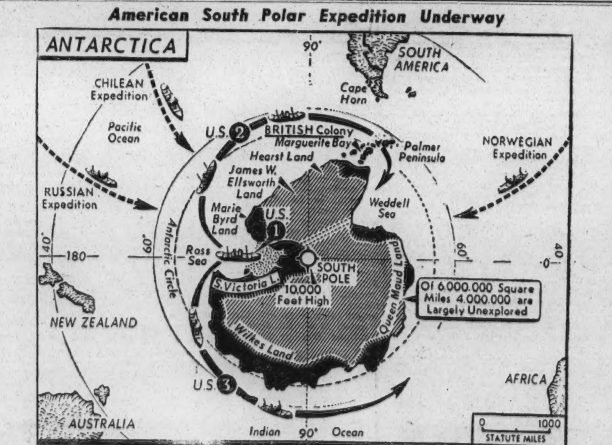 American South Polar Expedition Underway
ANTARCTICA
90°
SOUTH
AMERICA
CHILEAN
Expedition
Cape
Horn
Pacific
Ocean
U.S. 2
BRITISH Colony
Marguerite Bay
Palmer
Peninsula
NORWEGIAN
Expedition
Hearst Land
James W.
Ellsworth
Land
RUSSIAN
Expedition
Marie
Byrd
Land
U.S.
1
Weddell
Sea
Antarctic Circle
40°
180
60°
Ross
Sea
SOUTH
POLE
60°
0
40°
S. Victoria L.
10,000
Feet High
Queen Maud Land
Of 6,000,000 Square
Miles 4,000,000 are
Largely Unexplored
NEW ZEALAND
Wilkes Land
U.S. 3
AFRICA
AUSTRALIA
Indian 90° Ocean
0 1000
STATUTE MILES